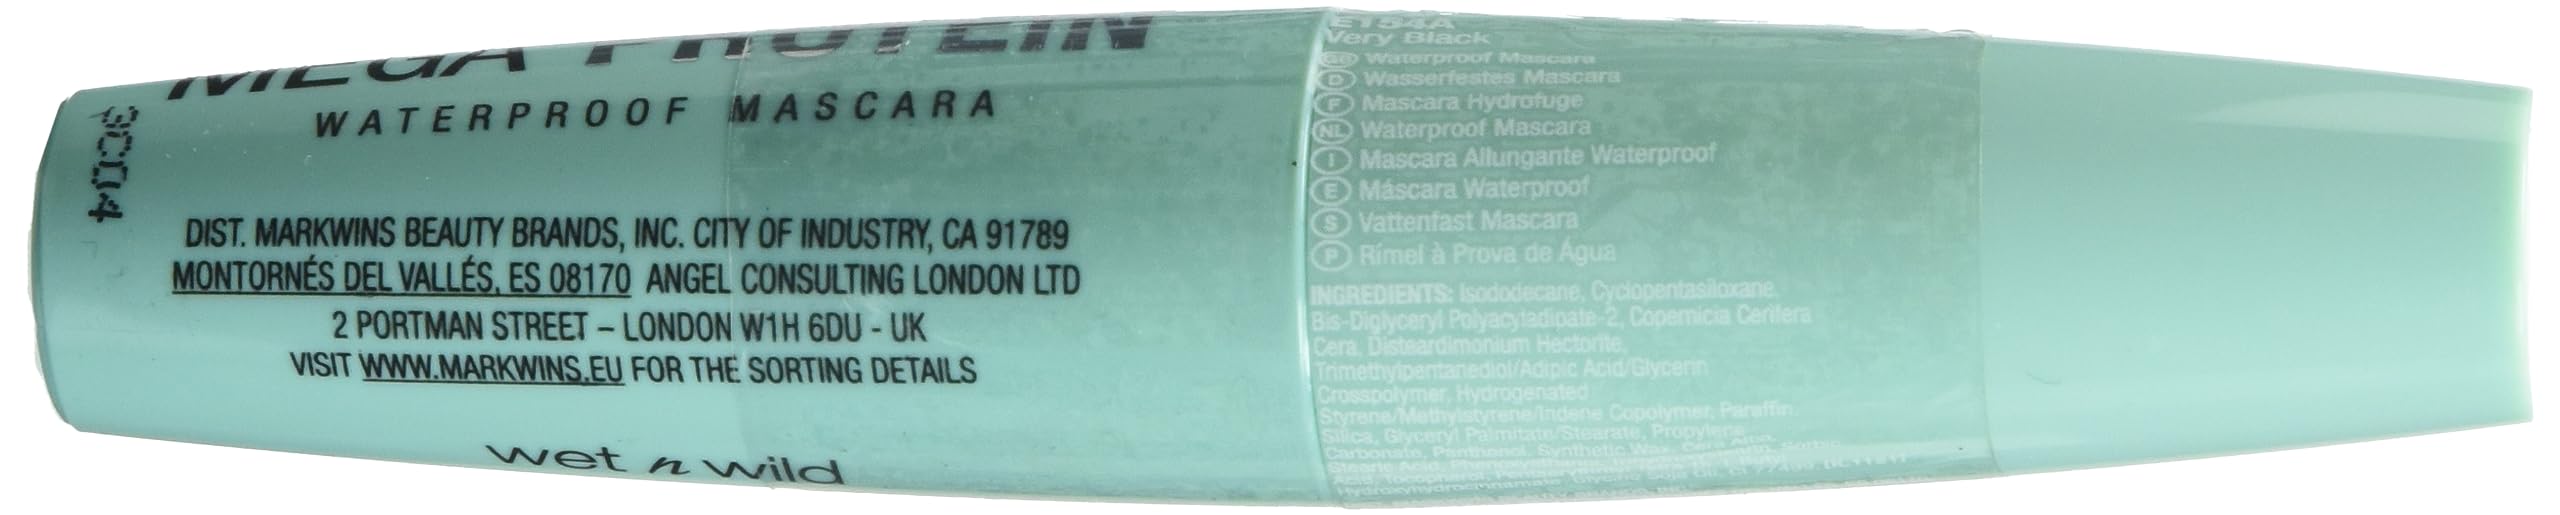 MEGA PROTEIN
WATERPROOF MASCARA
3C04
DIST. MARKWINS BEAUTY BRANDS, INC. CITY OF INDUSTRY, CA 91789
MONTORNÉS DEL VALLÉS, ES 08170 ANGEL CONSULTING LONDON LTD
2 PORTMAN STREET – LONDON W1H 6DU - UK
VISIT WWW.MARKWINS.EU FOR THE SORTING DETAILS
wet n wild
E154A
Very Black
GB Waterproof Mascara
D Wasserfestes Mascara
F Mascara Hydrofuge
NL Waterproof Mascara
I Mascara Allungante Waterproof
E Máscara Waterproof
S Vattenfast Mascara
P Rímel à Prova de Água
INGREDIENTS: Isododecane, Cyclopentasiloxane,
Bis-Diglyceryl Polyacyladipate-2, Copernicia Cerifera
Cera, Disteardimonium Hectorite,
Trimethylpentanediol/Adipic Acid/Glycerin
Crosspolymer, Hydrogenated
Styrene/Methylstyrene/Indene Copolymer, Paraffin,
Silica, Glyceryl Palmitate/Stearate, Propylene
Carbonate, Panthenol, Synthetic Wax,